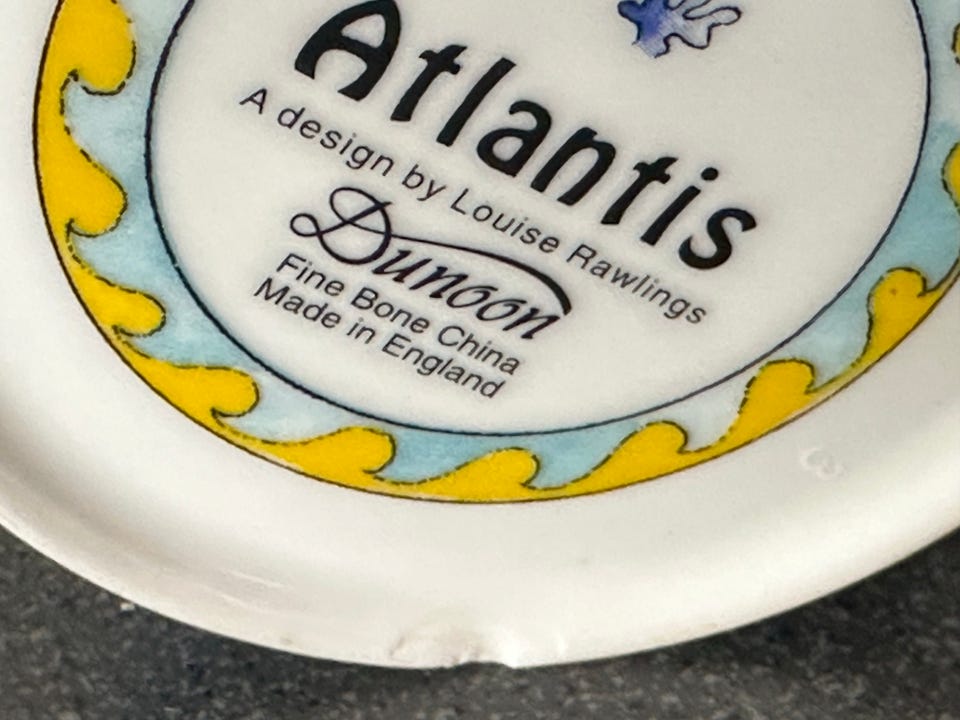 Atlantis
A design by Louise Rawlings
Dunoon
Fine Bone China
Made in England